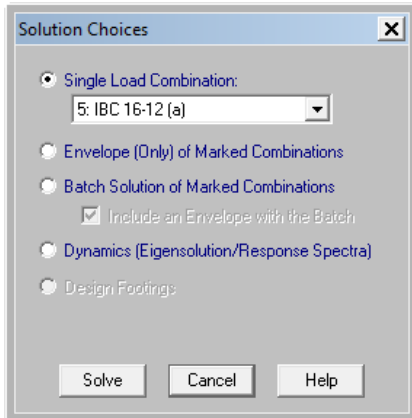 Solution Choices
Single Load Combination:
5: IBC 16-12 (a)
Envelope (Only) of Marked Combinations
Batch Solution of Marked Combinations
Include an Envelope with the Batch
Dynamics (Eigensolution/Response Spectra)
Design Footings
Solve Cancel Help